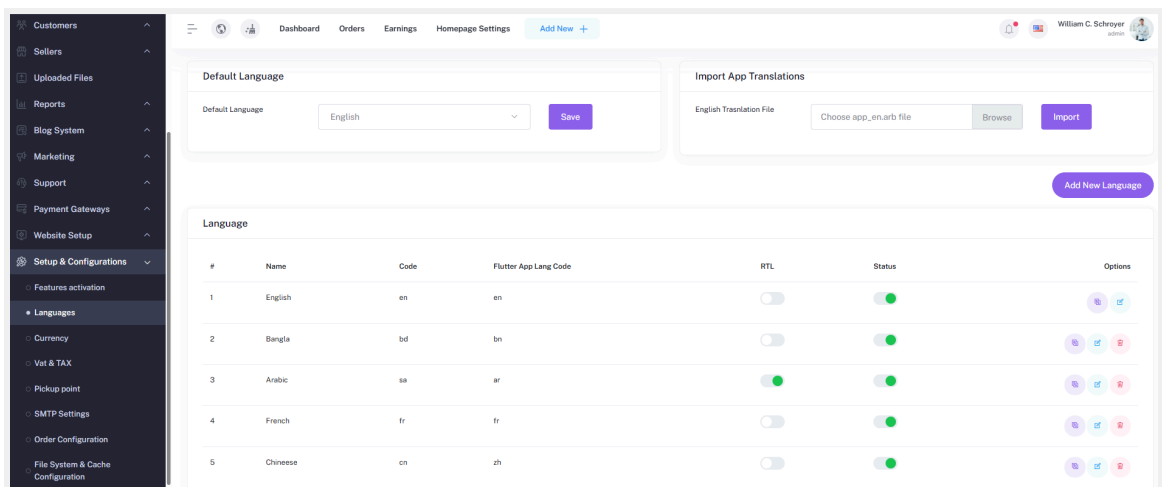 Customers
Sellers
Uploaded Files
Reports
Blog System
Marketing
Support
Payment Gateways
Website Setup
Setup & Configurations
Features activation
Languages
Currency
Vat & TAX
Pickup point
SMTP Settings
Order Configuration
File System & Cache
Configuration
Dashboard Orders Earnings Homepage Settings Add New +
William C. Schroyer
admin
Default Language
Default Language English Save
Import App Translations
English Trasnlation File Choose app_en.arb file Browse Import
Add New Language
Language
# Name Code Flutter App Lang Code RTL Status Options
1 English en en
2 Bangla bd bn
3 Arabic sa ar
4 French fr fr
5 Chineese cn zh